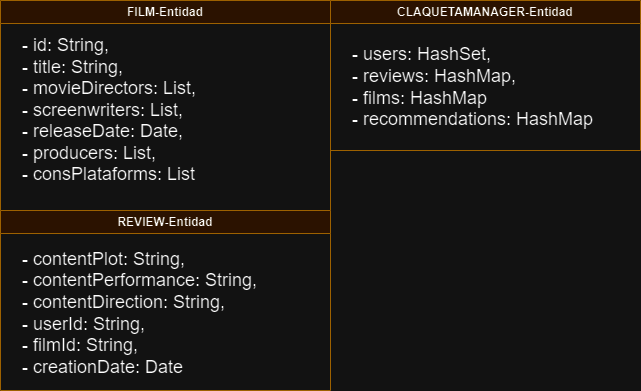 FILM-Entidad
- id: String,
- title: String,
- movieDirectors: List,
- screenwriters: List,
- releaseDate: Date,
- producers: List,
- consPlataforms: List
CLAQUETAMANAGER-Entidad
- users: HashSet,
- reviews: HashMap,
- films: HashMap
- recommendations: HashMap
REVIEW-Entidad
- contentPlot: String,
- contentPerformance: String,
- contentDirection: String,
- userId: String,
- filmId: String,
- creationDate: Date